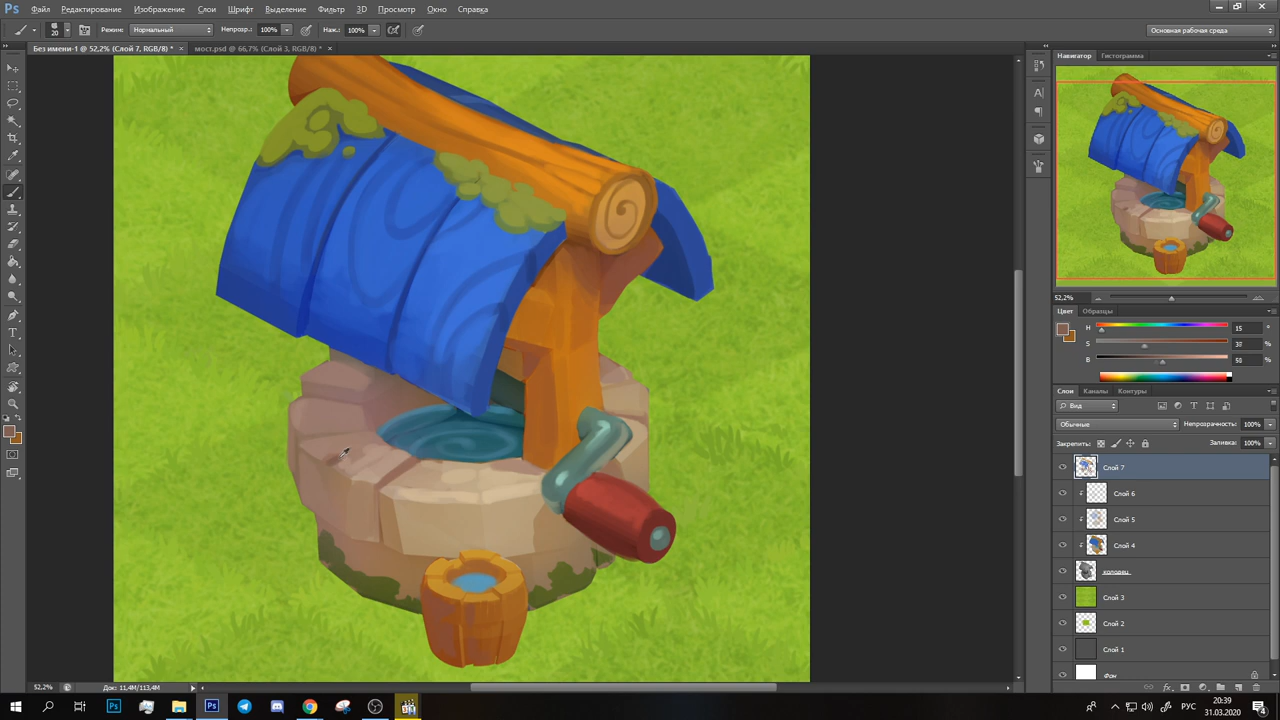 Ps Файл Редактирование Изображение Слои Шрифт Выделение Фильтр 3D Просмотр Окно Справка
20 Режим: Нормальный Непрозр.: 100% Наж.: 100% Основная рабочая среда
Без имени-1 @ 52,2% (Слой 7, RGB/8) * × мост.psd @ 66,7% (Слой 3, RGB/8) * ×
Навигатор Гистограмма
52,2%
Цвет Образцы
H 15
S 37 %
B 50 %
Слои Каналы Контуры
Вид
Обычные Непрозрачность: 100%
Закрепить: Заливка: 100%
Слой 7
Слой 6
Слой 5
Слой 4
колодец
Слой 3
Слой 2
Слой 1
Фон
52,2% Док: 11,4M/113,4M
РУС 20:39
31.03.2020